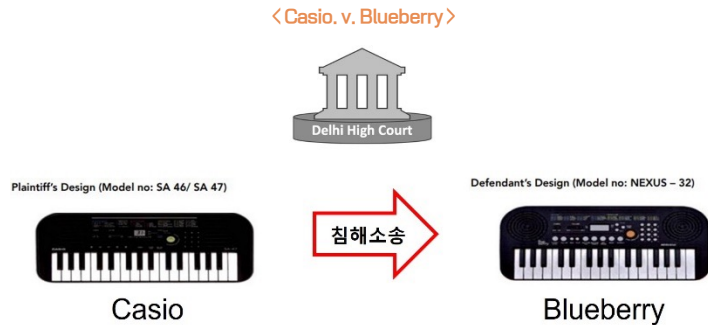 <Casio. v. Blueberry>
Delhi High Court
Plaintiff's Design (Model no: SA 46/ SA 47)
Defendant's Design (Model no: NEXUS – 32)
침해소송
Casio
Blueberry